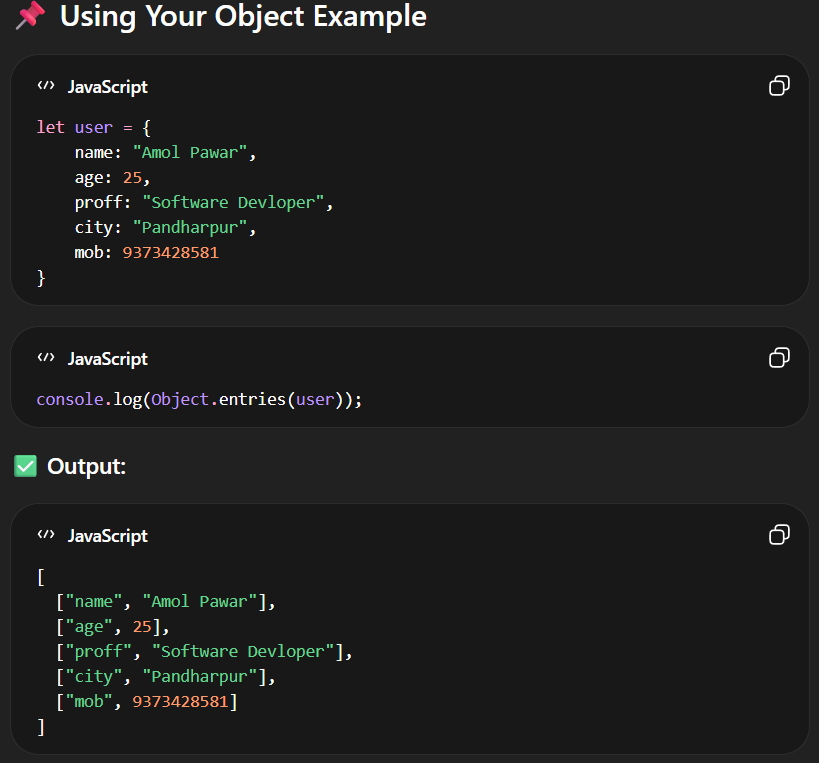 📌 Using Your Object Example
</> JavaScript
let user = {
    name: "Amol Pawar",
    age: 25,
    proff: "Software Devloper",
    city: "Pandharpur",
    mob: 9373428581
}
</> JavaScript
console.log(Object.entries(user));
✅ Output:
</> JavaScript
[
  ["name", "Amol Pawar"],
  ["age", 25],
  ["proff", "Software Devloper"],
  ["city", "Pandharpur"],
  ["mob", 9373428581]
]